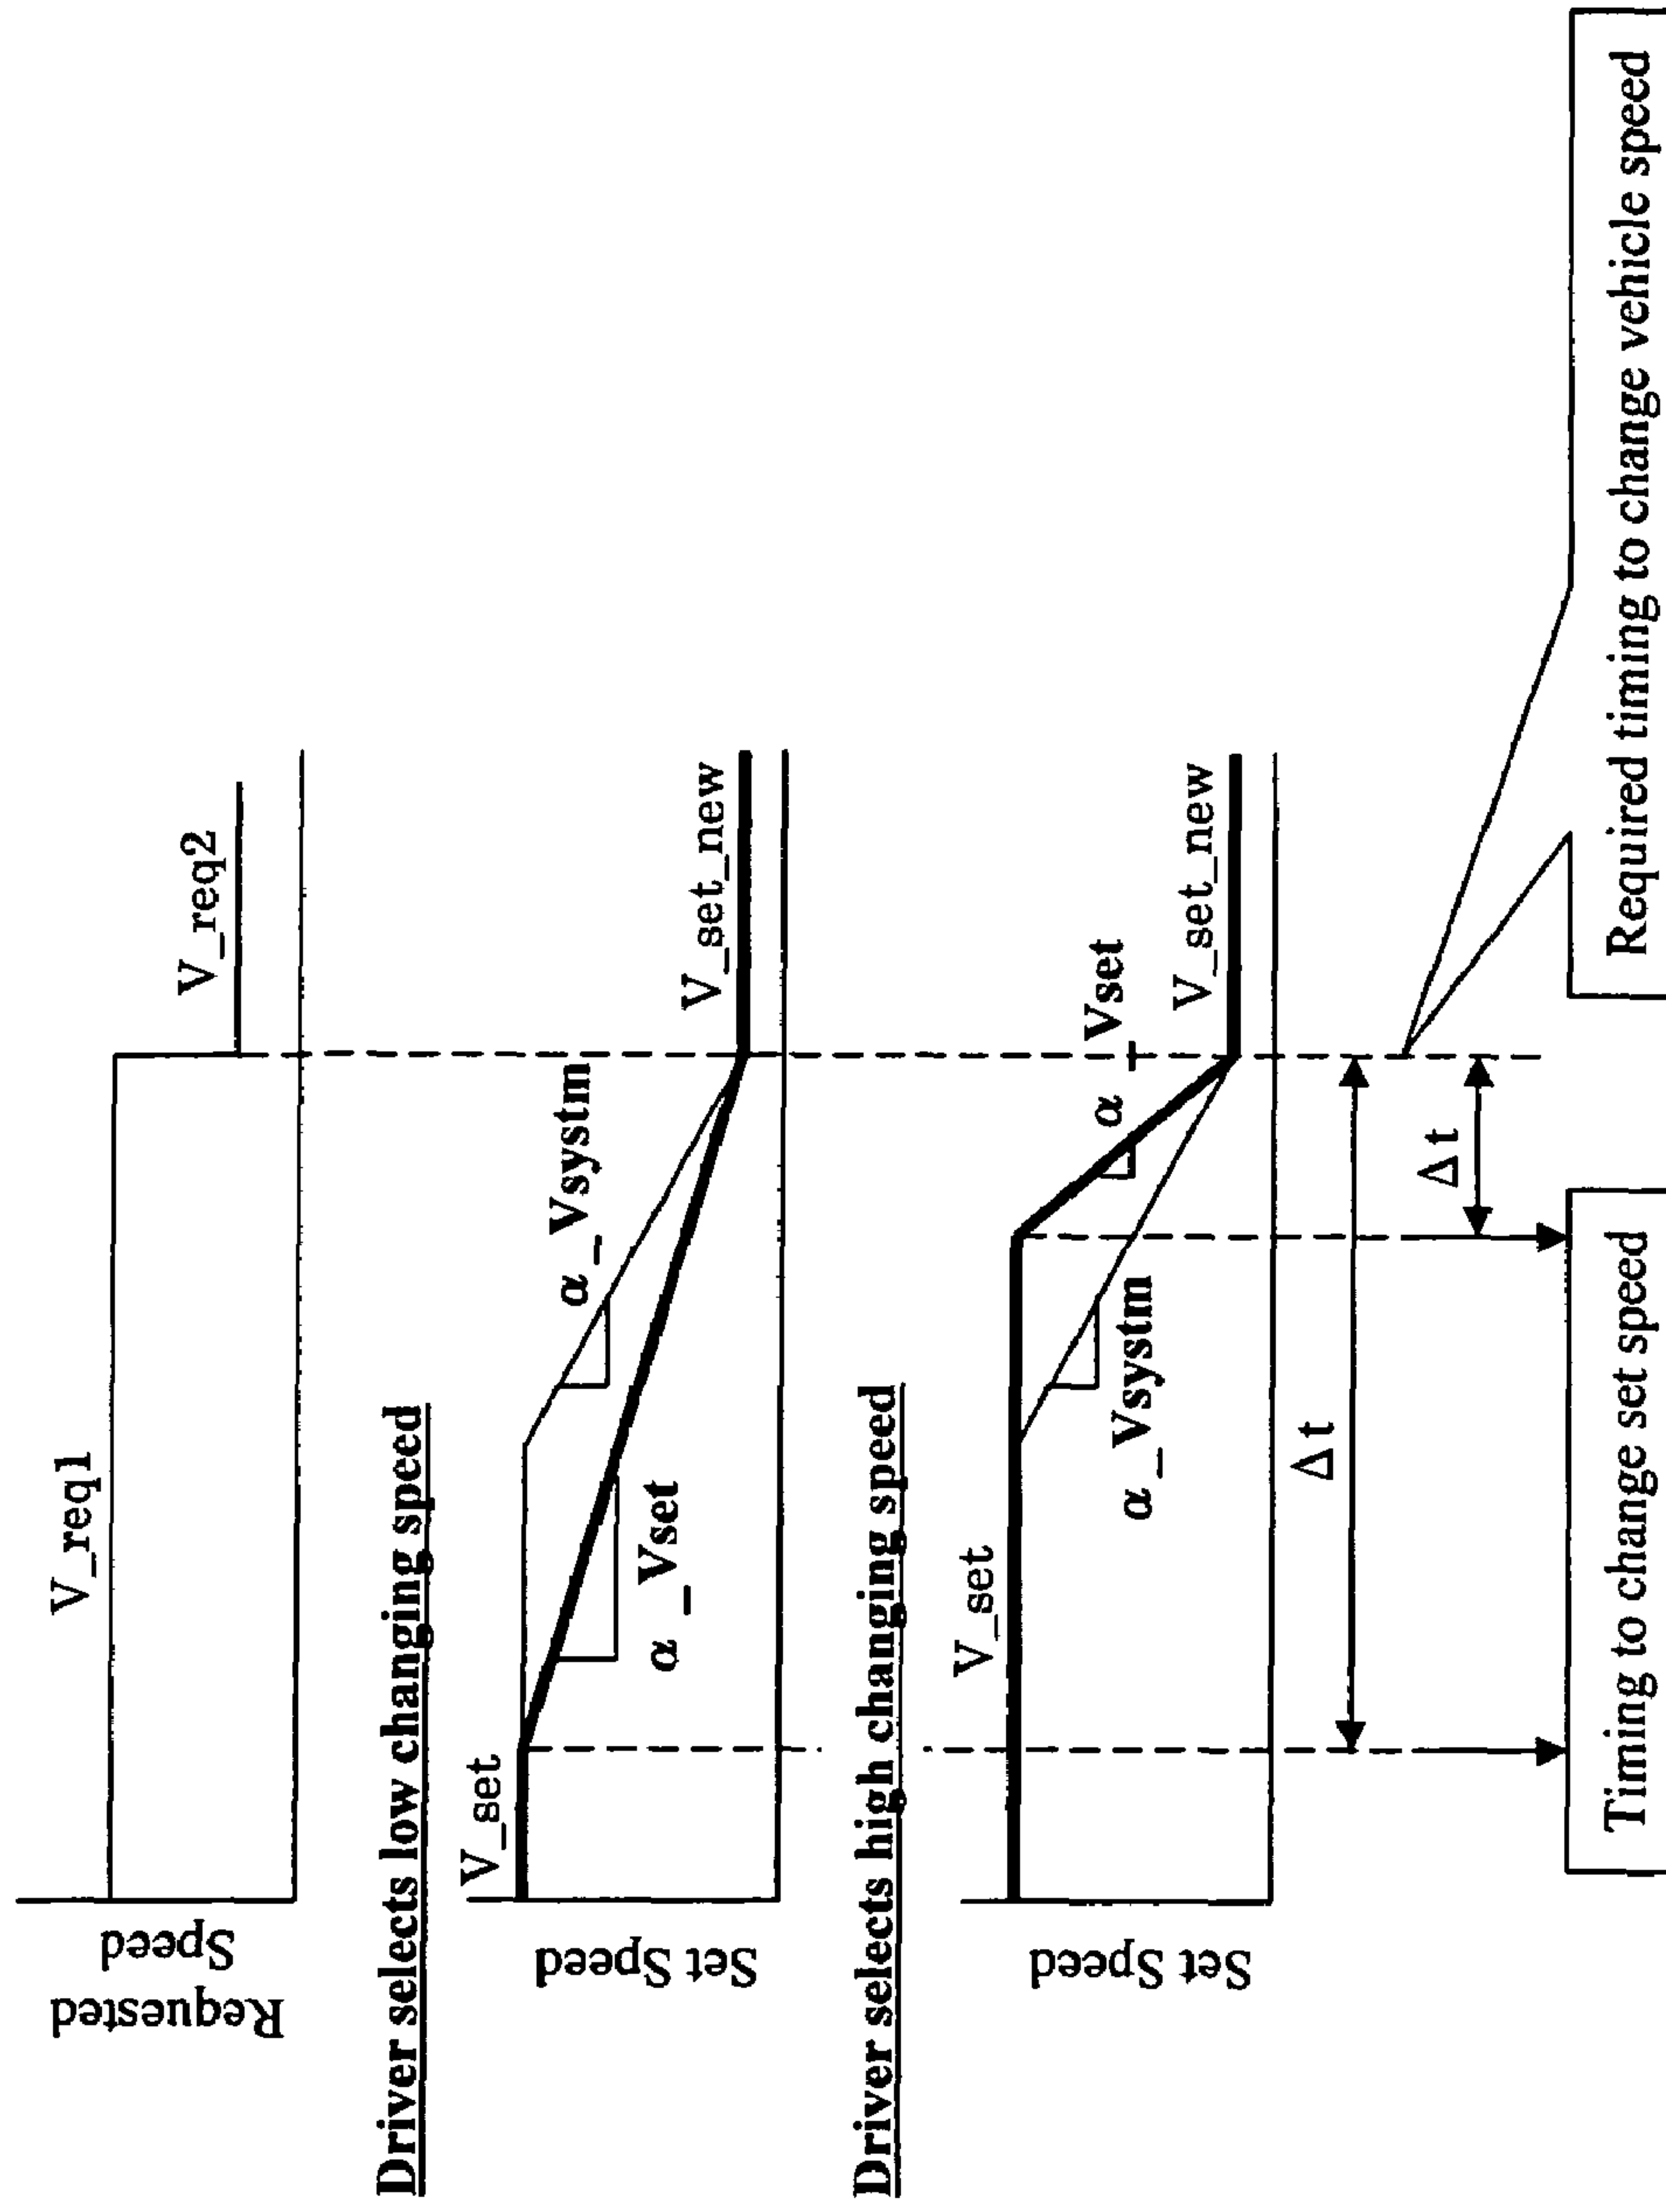 Requested
Speed
V_req1
V_req2
Driver selects low changing speed
Set Speed
V_set
α_Vsystm
α_Vset
V_set_new
Driver selects high changing speed
Set Speed
V_set
α_Vset
α_Vsystm
V_set_new
Δt
Δt
Timing to change set speed
Required timing to change vehicle speed